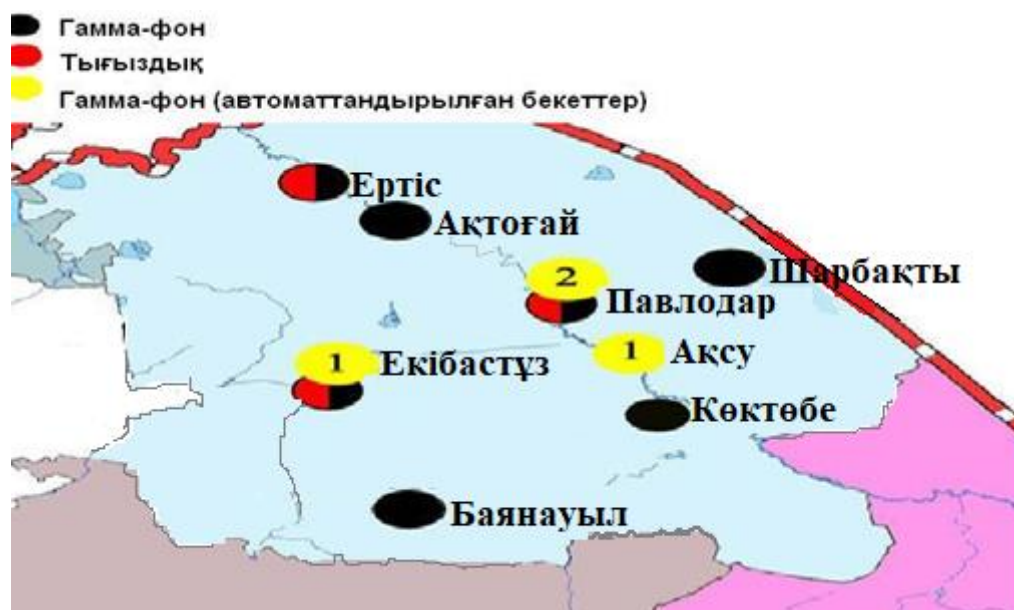 Гамма-фон
Тығыздық
Гамма-фон (автоматтандырылған бекеттер)
Ертіс
Ақтоғай
Шарбақты
2
Павлодар
1
Ақсу
1
Екібастұз
Көктөбе
Баянауыл